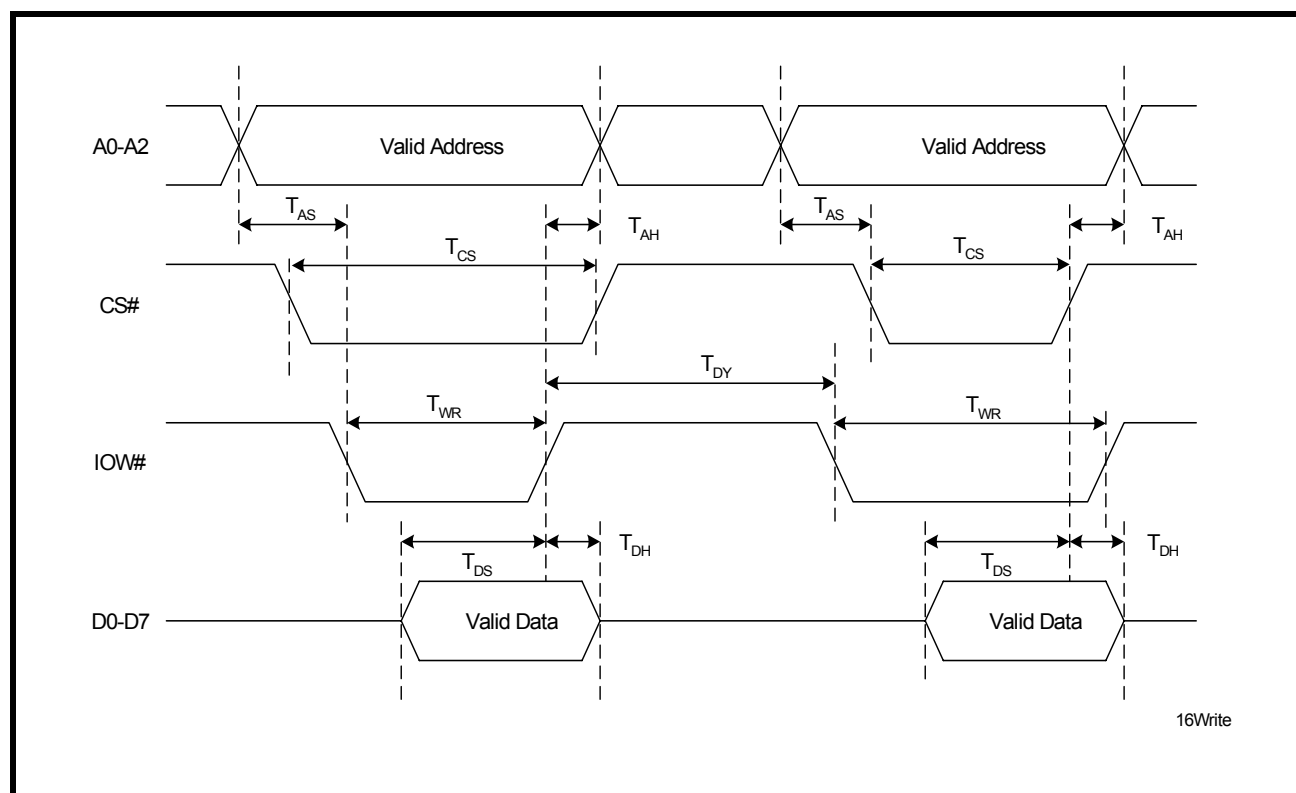 A0-A2
Valid Address
Valid Address
TAS
TAH
TAS
TAH
TCS
TCS
CS#
TDY
TWR
TWR
IOW#
TDS
TDH
TDS
TDH
D0-D7
Valid Data
Valid Data
16Write